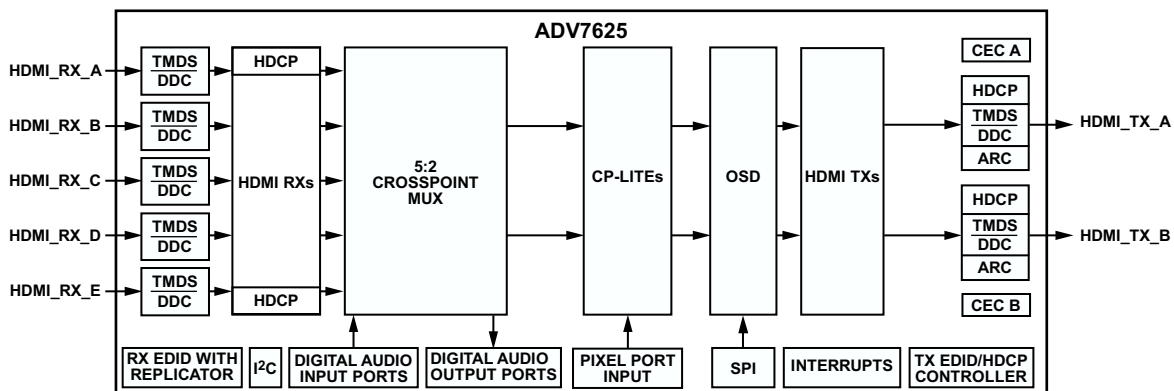 ADV7625
HDMI_RX_A
TMDS
DDC
HDCP
HDMI_RX_B
TMDS
DDC
HDMI_RX_C
TMDS
DDC
HDMI_RX_D
TMDS
DDC
HDMI_RX_E
TMDS
DDC
HDMI RXs
HDCP
5:2
CROSSPOINT
MUX
CP-LITEs
OSD
HDMI TXs
CEC A
HDCP
TMDS
DDC
ARC
HDMI_TX_A
HDCP
TMDS
DDC
ARC
HDMI_TX_B
CEC B
RX EDID WITH
REPLICATOR
I²C
DIGITAL AUDIO
INPUT PORTS
DIGITAL AUDIO
OUTPUT PORTS
PIXEL PORT
INPUT
SPI
INTERRUPTS
TX EDID/HDCP
CONTROLLER